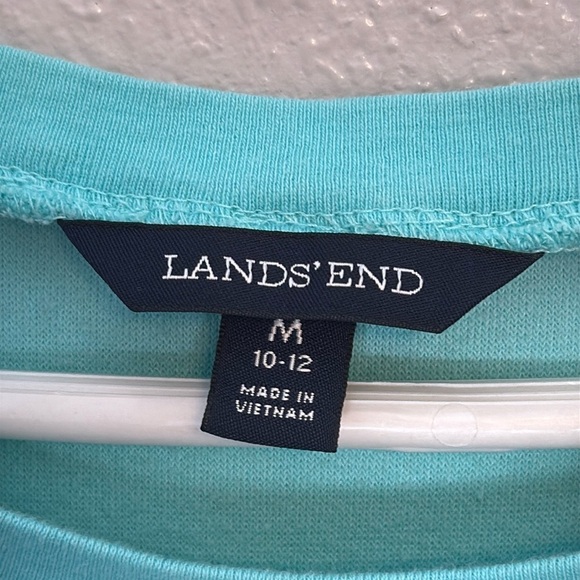 LANDS' END
M
10-12
MADE IN
VIETNAM